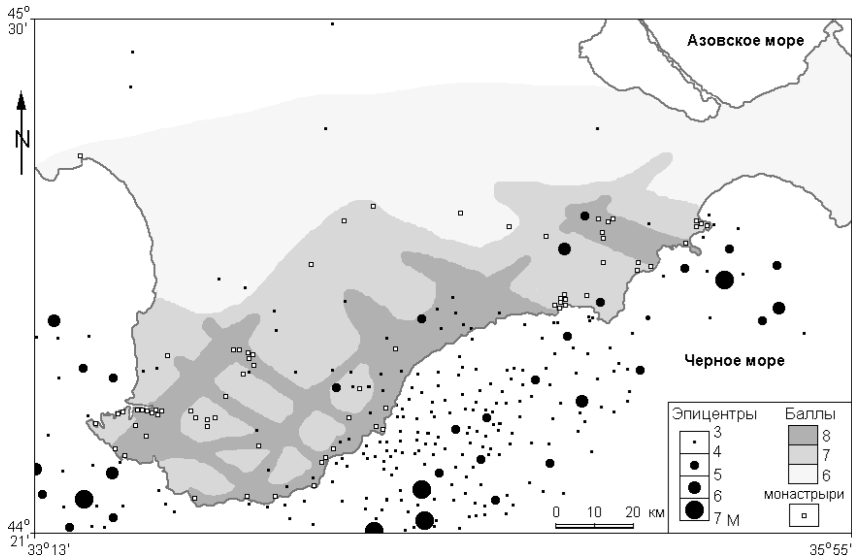 45°
30'
Азовское море
N
Черное море
Эпицентры
Баллы
3
4
5
6
7 М
8
7
6
монастыри
0 10 20 км
44°
21'
33°13'
35°55'